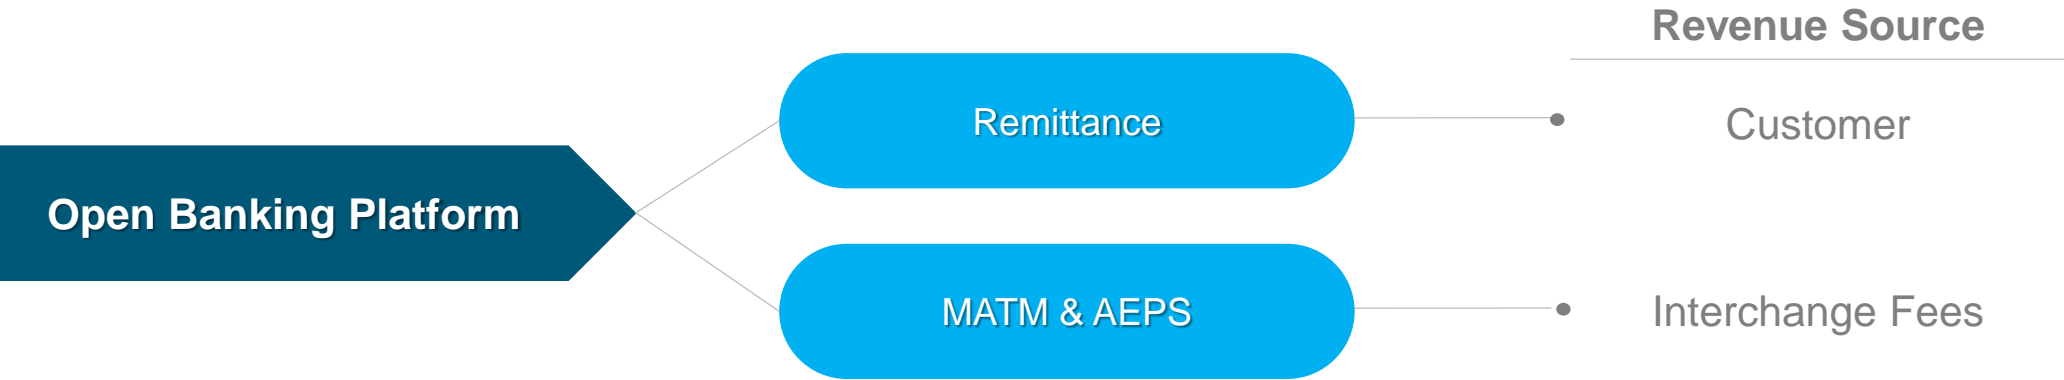 Revenue Source
Remittance
Customer
Open Banking Platform
MATM & AEPS
Interchange Fees